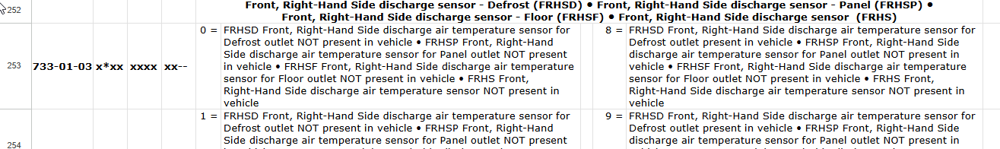 252
Front, Right-Hand Side discharge sensor - Defrost (FRHSD) • Front, Right-Hand Side discharge sensor - Panel (FRHSP) •
Front, Right-Hand Side discharge sensor - Floor (FRHSF) • Front, Right-Hand Side discharge sensor  (FRHS)
253
733-01-03 x*xx xxxx xx--
0 = FRHSD Front, Right-Hand Side discharge air temperature sensor for
Defrost outlet NOT present in vehicle • FRHSP Front, Right-Hand
Side discharge air temperature sensor for Panel outlet NOT present
in vehicle • FRHSF Front, Right-Hand Side discharge air temperature
sensor for Floor outlet NOT present in vehicle • FRHS Front,
Right-Hand Side discharge air temperature sensor NOT present in
vehicle
8 = FRHSD Front, Right-Hand Side discharge air temperature sensor for
Defrost outlet present in vehicle • FRHSP Front, Right-Hand Side
discharge air temperature sensor for Panel outlet NOT present in
vehicle • FRHSF Front, Right-Hand Side discharge air temperature
sensor for Floor outlet NOT present in vehicle • FRHS Front,
Right-Hand Side discharge air temperature sensor NOT present in
vehicle
254
1 = FRHSD Front, Right-Hand Side discharge air temperature sensor for
Defrost outlet NOT present in vehicle • FRHSP Front, Right-Hand
Side discharge air temperature sensor for Panel outlet NOT present
9 = FRHSD Front, Right-Hand Side discharge air temperature sensor for
Defrost outlet present in vehicle • FRHSP Front, Right-Hand Side
discharge air temperature sensor for Panel outlet NOT present in